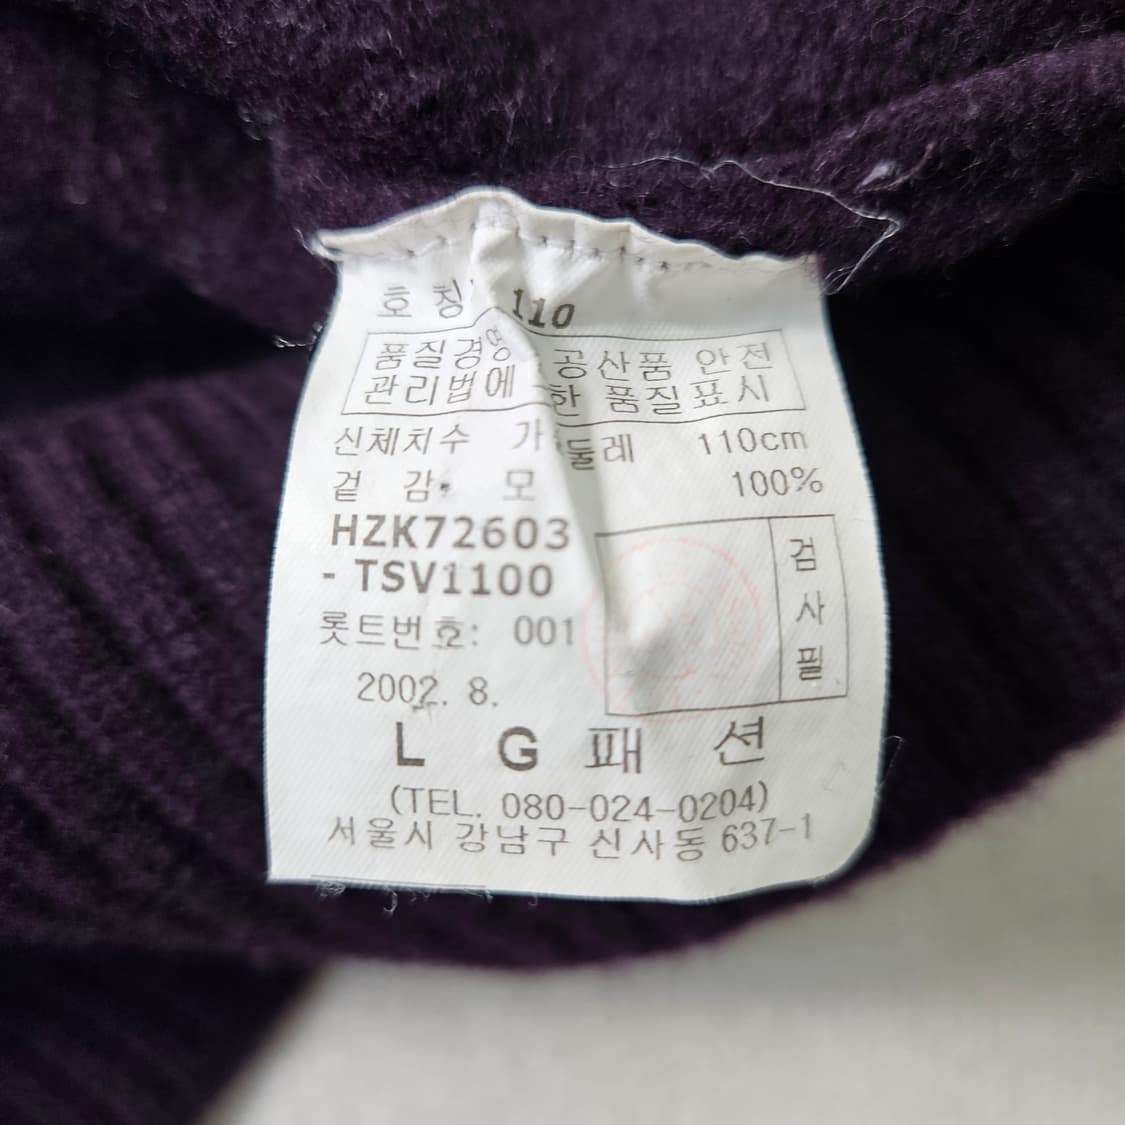 호 칭 110
품질경영 공산품 안전
관리법에 한 품질표시
신체치수 가 둘레 110cm
겉 감 모 100%
HZK72603
- TSV1100
롯트번호: 001
검
사
필
2002. 8.
L G 패 션
(TEL. 080-024-0204)
서울시 강남구 신사동 637-1